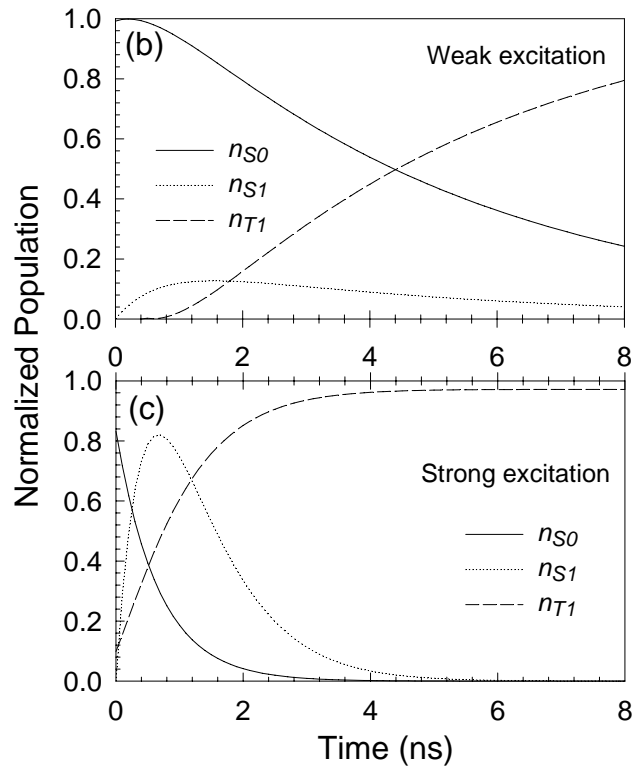 (b)
Weak excitation
1.0
0.8
0.6
0.4
0.2
0.0
nS0
nS1
nT1
0 2 4 6 8
Normalized Population
(c)
Strong excitation
1.0
0.8
0.6
0.4
0.2
0.0
nS0
nS1
nT1
0 2 4 6 8
Time (ns)